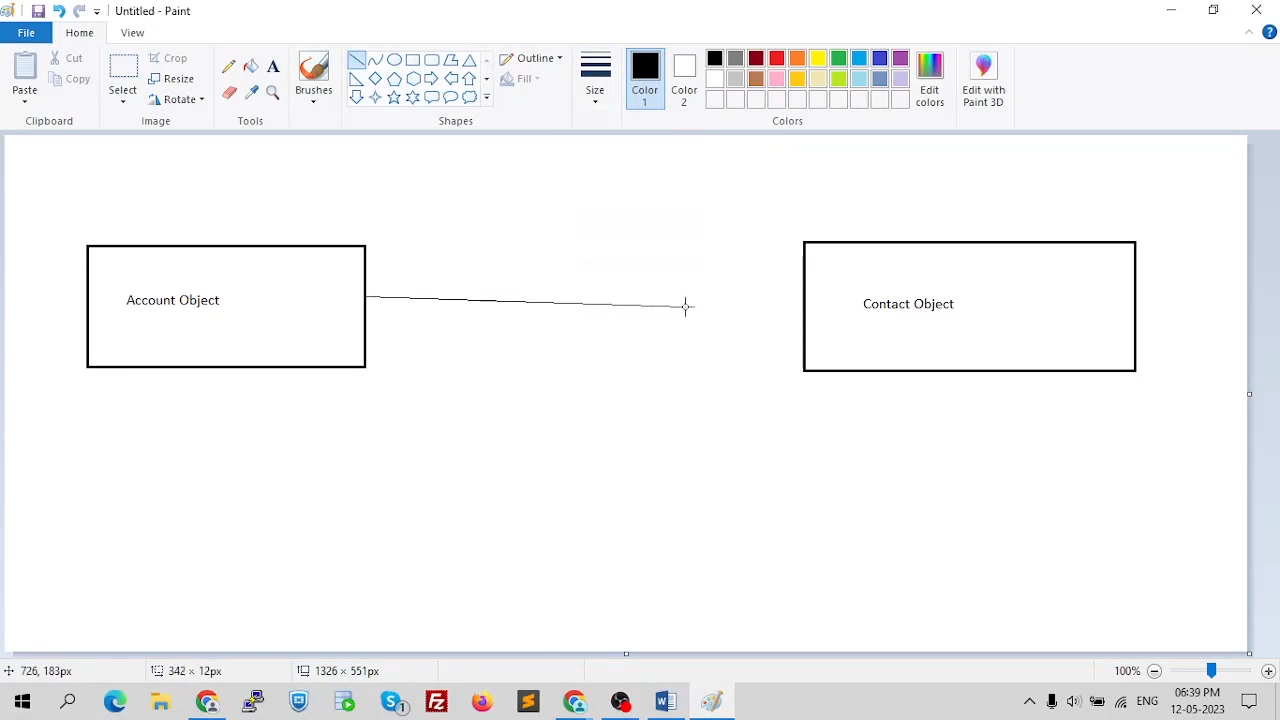 Untitled - Paint
File
Home
View
Paste
Cut
Copy
Clipboard
Select
Crop
Resize
Rotate
Image
A
Tools
Brushes
Outline
Fill
Shapes
Size
Color
1
Color
2
Edit
colors
Colors
Edit with
Paint 3D
Account Object
Contact Object
726, 183px
342 × 12px
1326 × 551px
100%
S 1
Fz
W
ENG
06:39 PM
12-05-2023